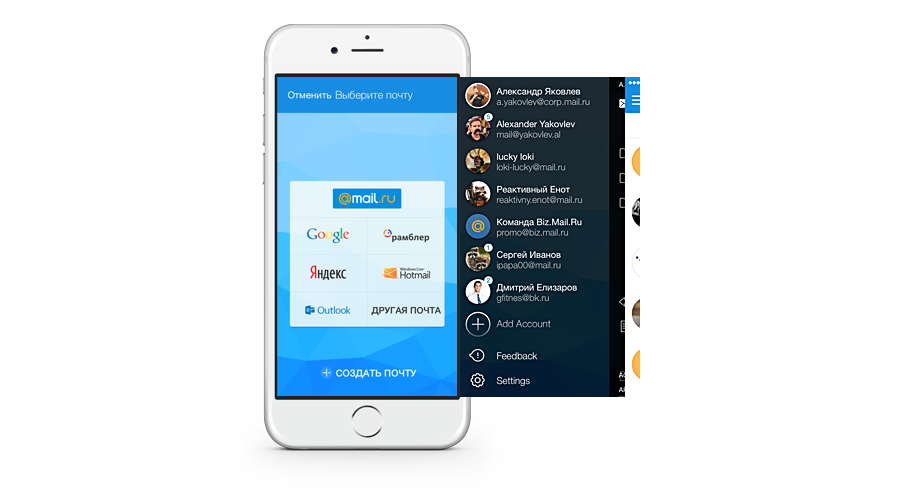 Отменить Выберите почту
@mail.ru
Google
Рамблер
Яндекс
Windows Live Hotmail
Outlook
ДРУГАЯ ПОЧТА
СОЗДАТЬ ПОЧТУ
Александр Яковлев
a.yakovlev@corp.mail.ru
5
Alexander Yakovlev
mail@yakovlev.al
lucky loki
loki-lucky@mail.ru
Реактивный Енот
reaktivny.enot@mail.ru
@
Команда Biz.Mail.Ru
promo@biz.mail.ru
1
Сергей Иванов
ipapa00@mail.ru
2
Дмитрий Елизаров
gfitnes@bk.ru
Add Account
Feedback
Settings